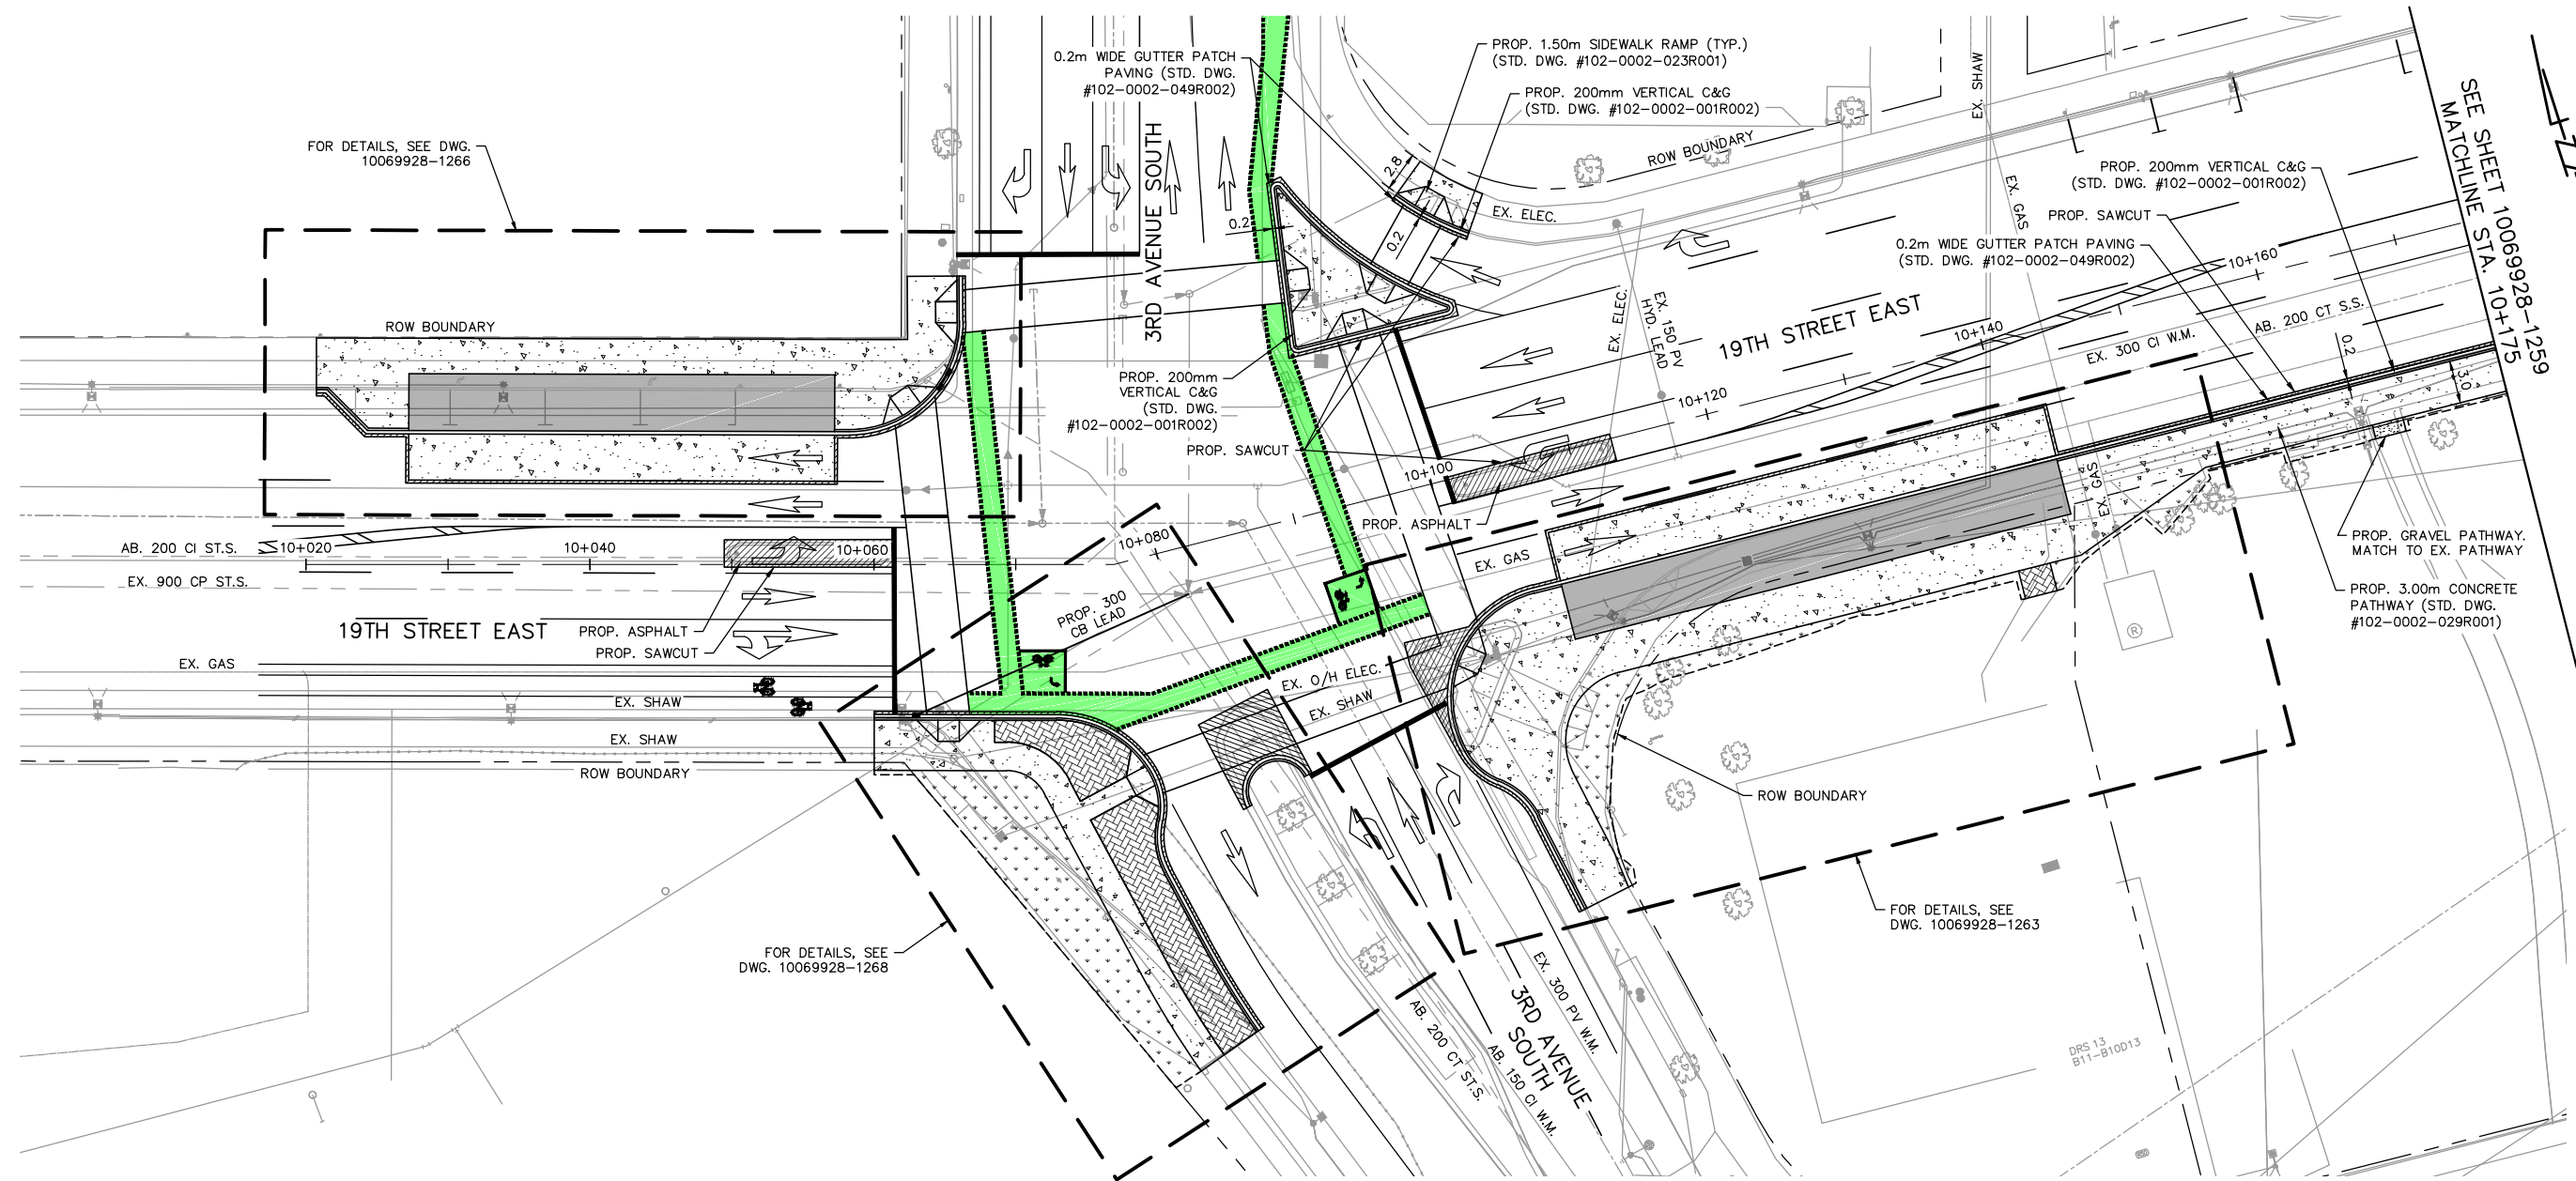 0.2m WIDE GUTTER PATCH
PAVING (STD. DWG.
#102-0002-049R002)
PROP. 1.50m SIDEWALK RAMP (TYP.)
(STD. DWG. #102-0002-023R001)
PROP. 200mm VERTICAL C&G
(STD. DWG. #102-0002-001R002)
FOR DETAILS, SEE DWG.
10069928-1266
3RD AVENUE SOUTH
2.8
0.2
0.2
ROW BOUNDARY
EX. SHAW
EX. ELEC.
EX. GAS
PROP. 200mm VERTICAL C&G
(STD. DWG. #102-0002-001R002)
PROP. SAWCUT
0.2m WIDE GUTTER PATCH PAVING
(STD. DWG. #102-0002-049R002)
SEE SHEET 10069928-1259
MATCHLINE STA. 10+175
10+160
10+140
10+120
10+100
10+080
EX. ELEC.
EX. 150 PV
HYD. LEAD
19TH STREET EAST
EX. 300 CI W.M.
AB. 200 CT S.S.
0.2
3.0
ROW BOUNDARY
PROP. 200mm
VERTICAL C&G
(STD. DWG.
#102-0002-001R002)
PROP. SAWCUT
PROP. ASPHALT
EX. GAS
EX. GAS
PROP. GRAVEL PATHWAY.
MATCH TO EX. PATHWAY
PROP. 3.00m CONCRETE
PATHWAY (STD. DWG.
#102-0002-029R001)
AB. 200 CI ST.S.
10+020
10+040
10+060
EX. 900 CP ST.S.
19TH STREET EAST
PROP. ASPHALT
PROP. SAWCUT
PROP. 300
CB LEAD
EX. GAS
EX. SHAW
EX. SHAW
ROW BOUNDARY
EX. O/H ELEC.
EX. SHAW
R
ROW BOUNDARY
FOR DETAILS, SEE
DWG. 10069928-1263
FOR DETAILS, SEE
DWG. 10069928-1268
EX. 300 PV W.M.
3RD AVENUE
SOUTH
AB. 200 CT ST.S.
AB. 150 CI W.M.
DRS 13
B11-B10D13